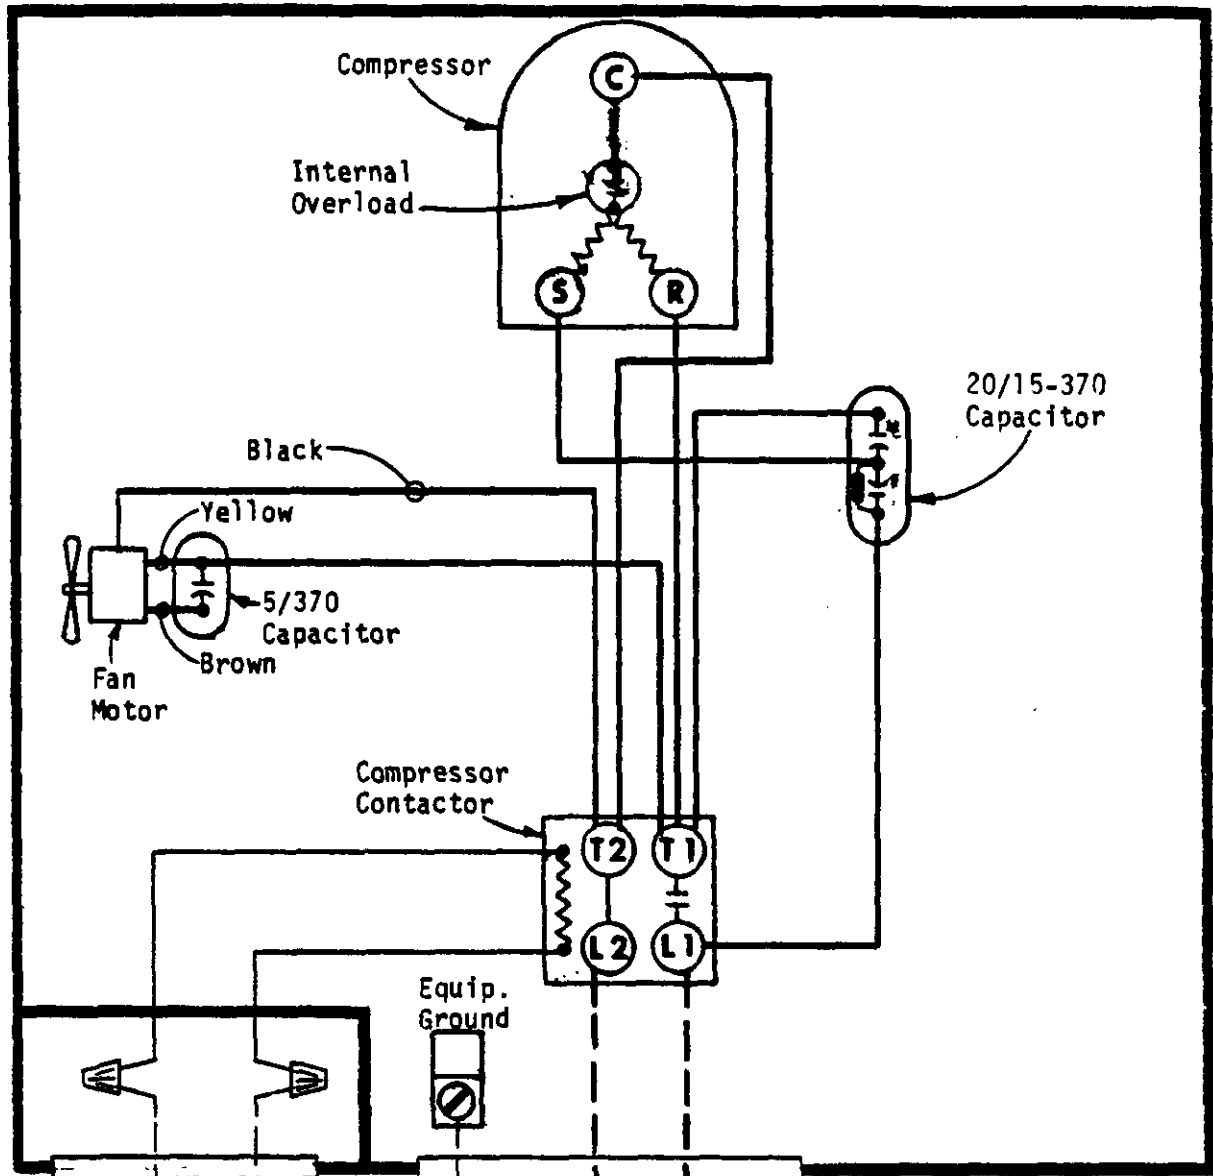 Compressor
C
Internal
Overload
S
R
20/15-370
Capacitor
Black
Yellow
5/370
Capacitor
Brown
Fan
Motor
Compressor
Contactor
T2
T1
L2
L1
Equip.
Ground